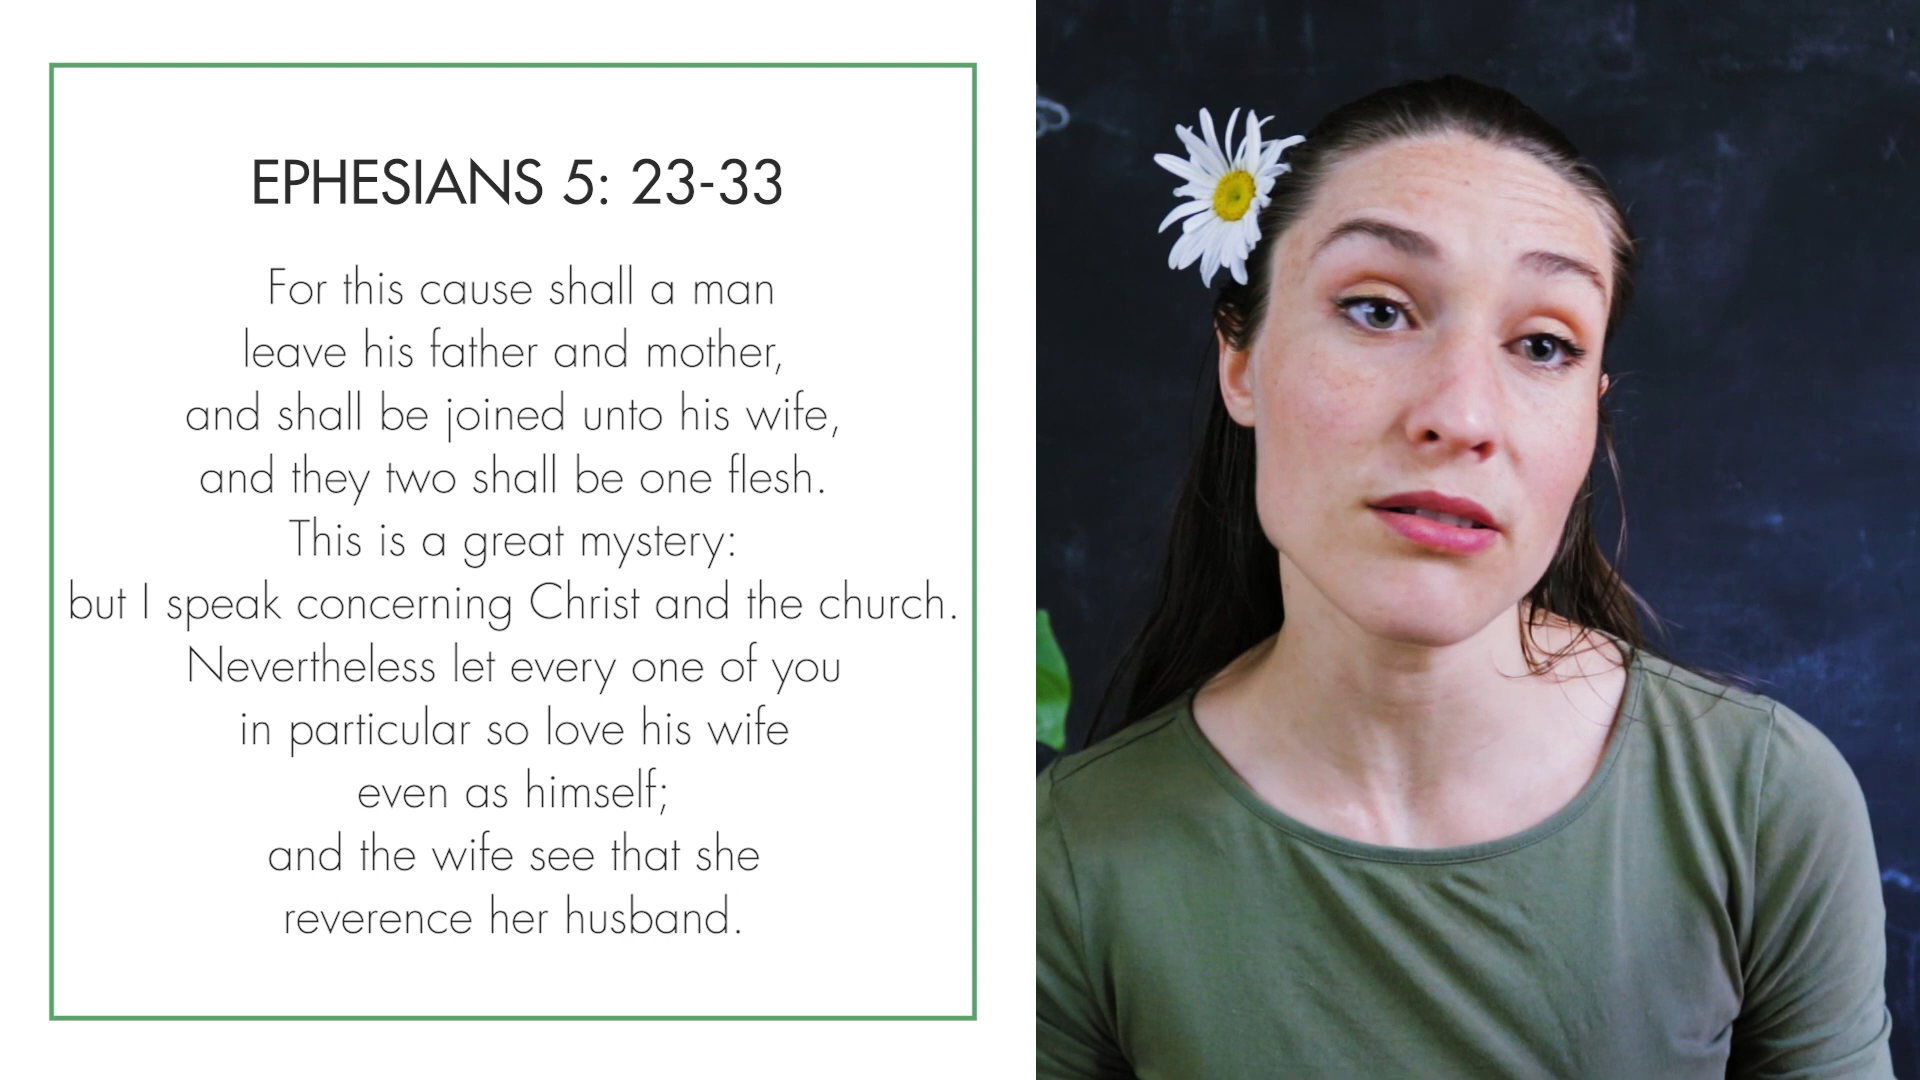 EPHESIANS 5: 23-33
For this cause shall a man
leave his father and mother,
and shall be joined unto his wife,
and they two shall be one flesh.
This is a great mystery:
but I speak concerning Christ and the church.
Nevertheless let every one of you
in particular so love his wife
even as himself;
and the wife see that she
reverence her husband.